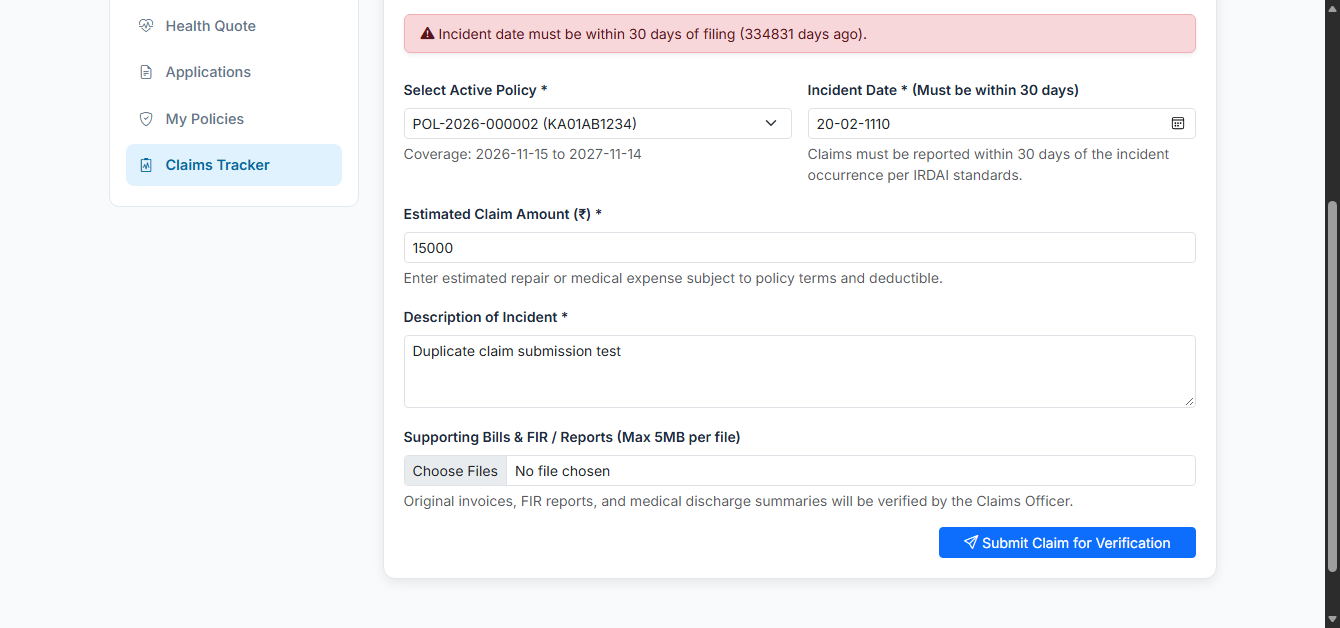 Health Quote
Applications
My Policies
Claims Tracker
Incident date must be within 30 days of filing (334831 days ago).
Select Active Policy *
POL-2026-000002 (KA01AB1234)
Coverage: 2026-11-15 to 2027-11-14
Incident Date * (Must be within 30 days)
20-02-1110
Claims must be reported within 30 days of the incident
occurrence per IRDAI standards.
Estimated Claim Amount (₹) *
15000
Enter estimated repair or medical expense subject to policy terms and deductible.
Description of Incident *
Duplicate claim submission test
Supporting Bills & FIR / Reports (Max 5MB per file)
Choose Files No file chosen
Original invoices, FIR reports, and medical discharge summaries will be verified by the Claims Officer.
Submit Claim for Verification